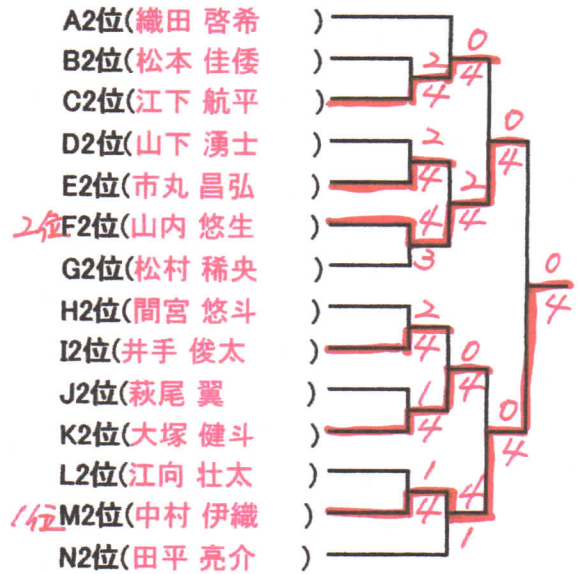 A2位(織田 啓希 )
0
B2位(松本 佳倭 )
2
4
C2位(江下 航平 )
4
0
D2位(山下 湧士 )
2
4
E2位(市丸 昌弘 )
4
2
2位F2位(山内 悠生 )
4
4
G2位(松村 稀央 )
3
0
H2位(間宮 悠斗 )
2
4
I2位(井手 俊太 )
4
0
J2位(萩尾 翼 )
1
4
K2位(大塚 健斗 )
4
0
4
L2位(江向 壮太 )
1
1位M2位(中村 伊織 )
4
4
N2位(田平 亮介 )
1